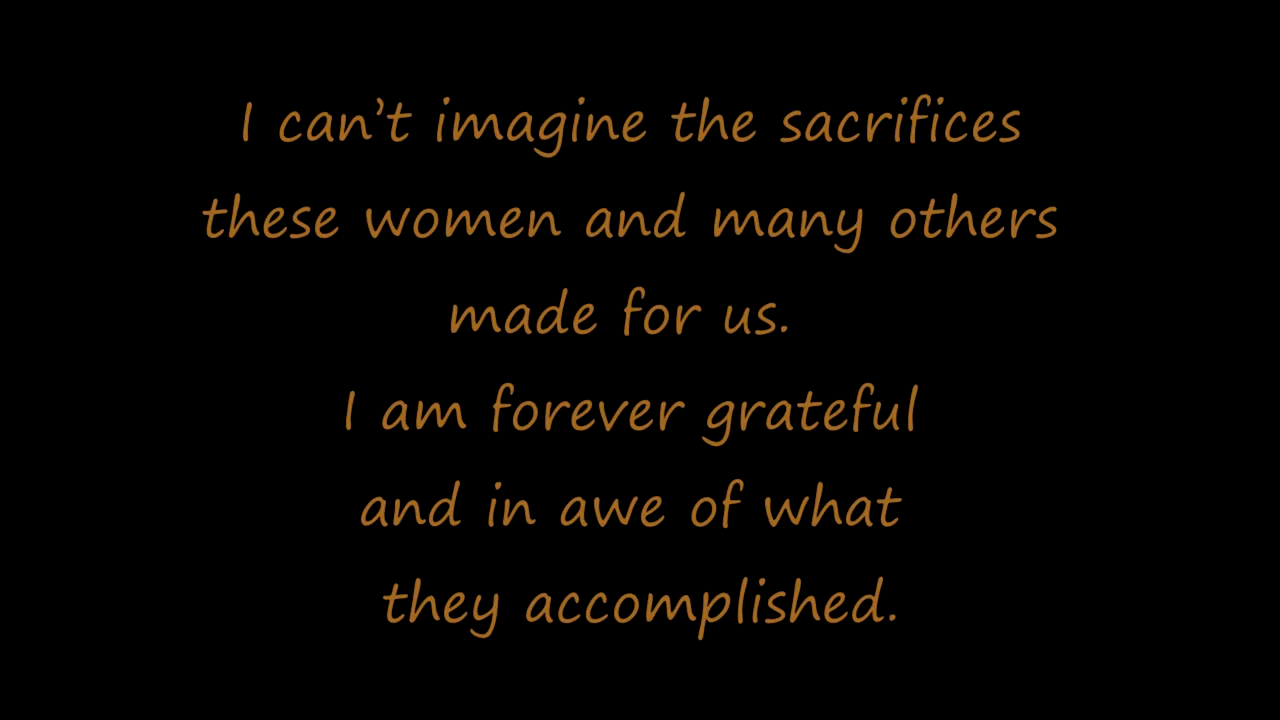 I can’t imagine the sacrifices
these women and many others
made for us.
I am forever grateful
and in awe of what
they accomplished.